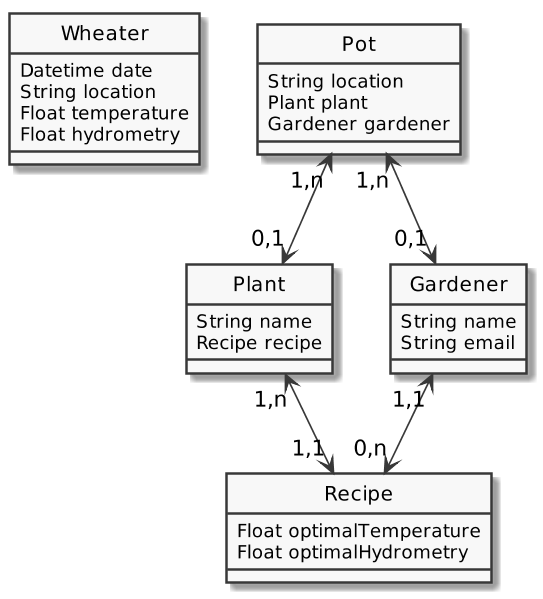 Wheater
Datetime date
String location
Float temperature
Float hydrometry
Pot
String location
Plant plant
Gardener gardener
1,n
1,n
0,1
0,1
Plant
String name
Recipe recipe
Gardener
String name
String email
1,n
1,1
1,1
0,n
Recipe
Float optimalTemperature
Float optimalHydrometry